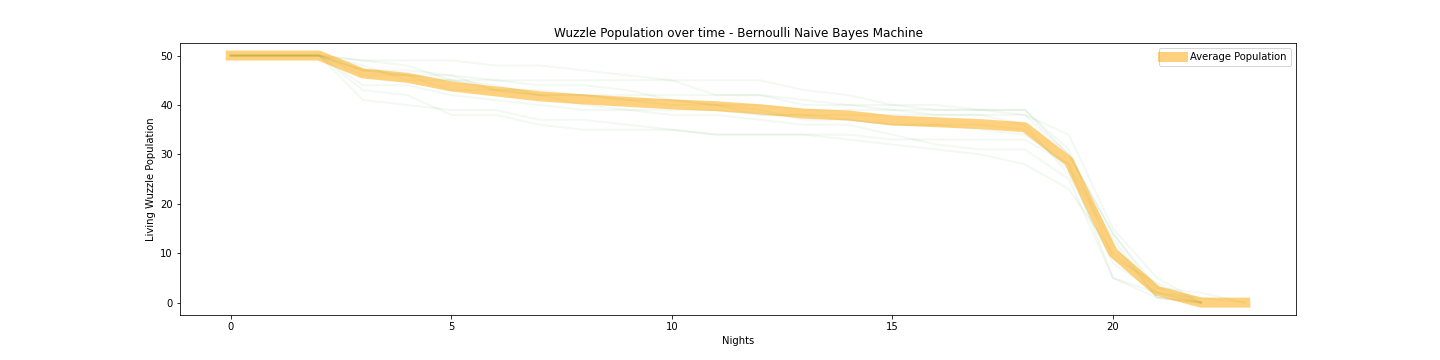 Wuzzle Population over time - Bernoulli Naive Bayes Machine
Average Population
Living Wuzzle Population
50
40
30
20
10
0
0 5 10 15 20
Nights